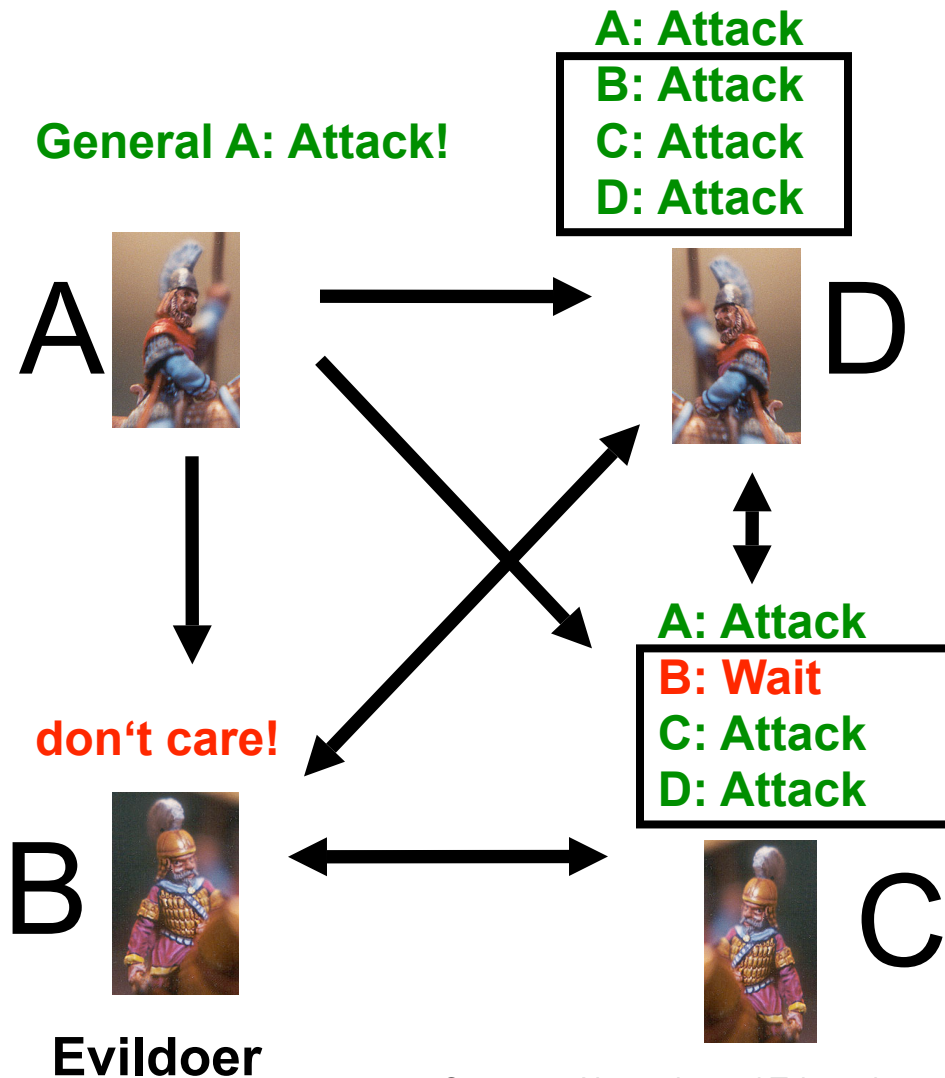 A: Attack
B: Attack
C: Attack
D: Attack
General A: Attack!
A
D
A: Attack
B: Wait
C: Attack
D: Attack
don‘t care!
B
C
Evildoer